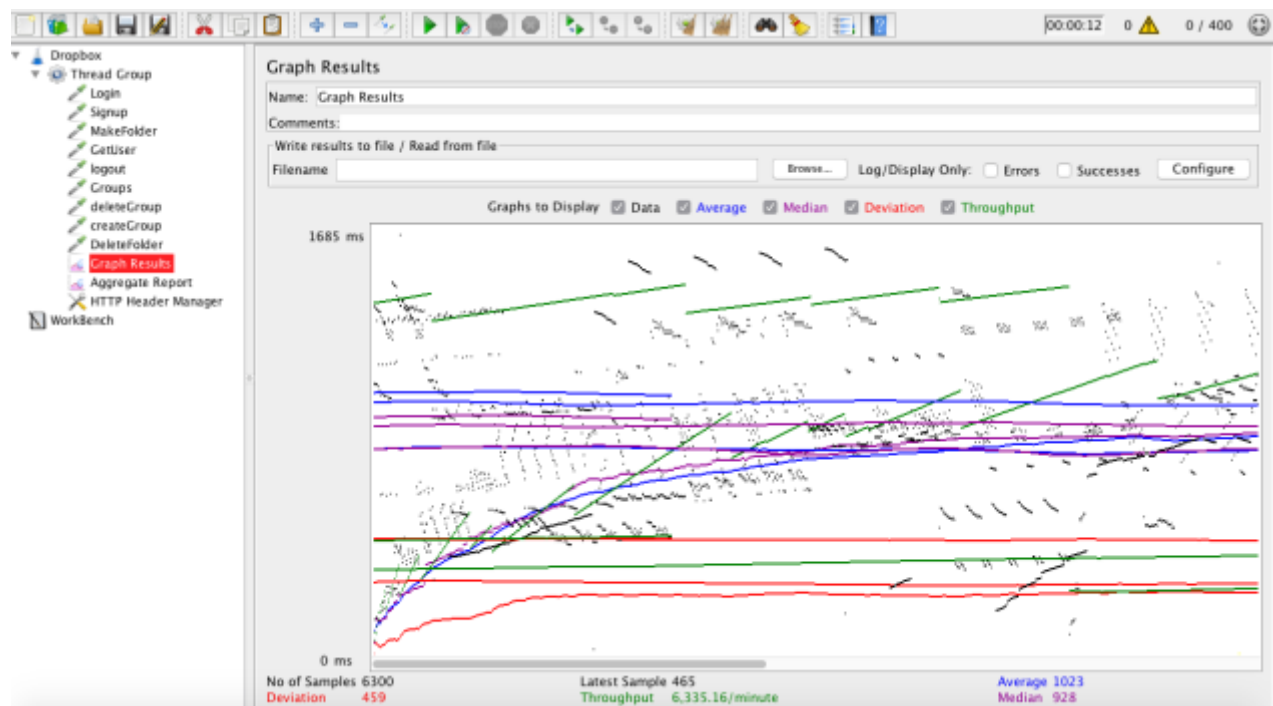 00:00:12 0 0 / 400
Dropbox
Thread Group
Login
Signup
MakeFolder
GetUser
logout
Groups
deleteGroup
createGroup
DeleteFolder
Graph Results
Aggregate Report
HTTP Header Manager
WorkBench
Graph Results
Name: Graph Results
Comments:
Write results to file / Read from file
Filename Browse... Log/Display Only: Errors Successes Configure
Graphs to Display Data Average Median Deviation Throughput
1685 ms
0 ms
No of Samples 6300 Latest Sample 465 Average 1023
Deviation 459 Throughput 6,335.16/minute Median 928